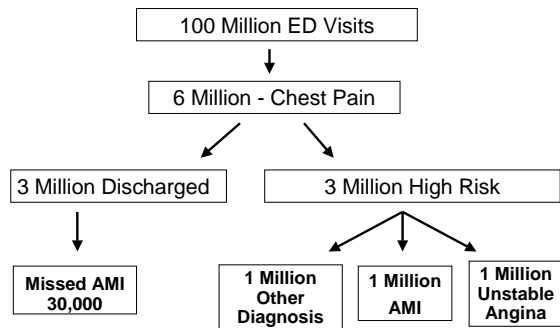 100 Million ED Visits
6 Million - Chest Pain
3 Million Discharged
3 Million High Risk
Missed AMI
30,000
1 Million
Other
Diagnosis
1 Million
AMI
1 Million
Unstable
Angina